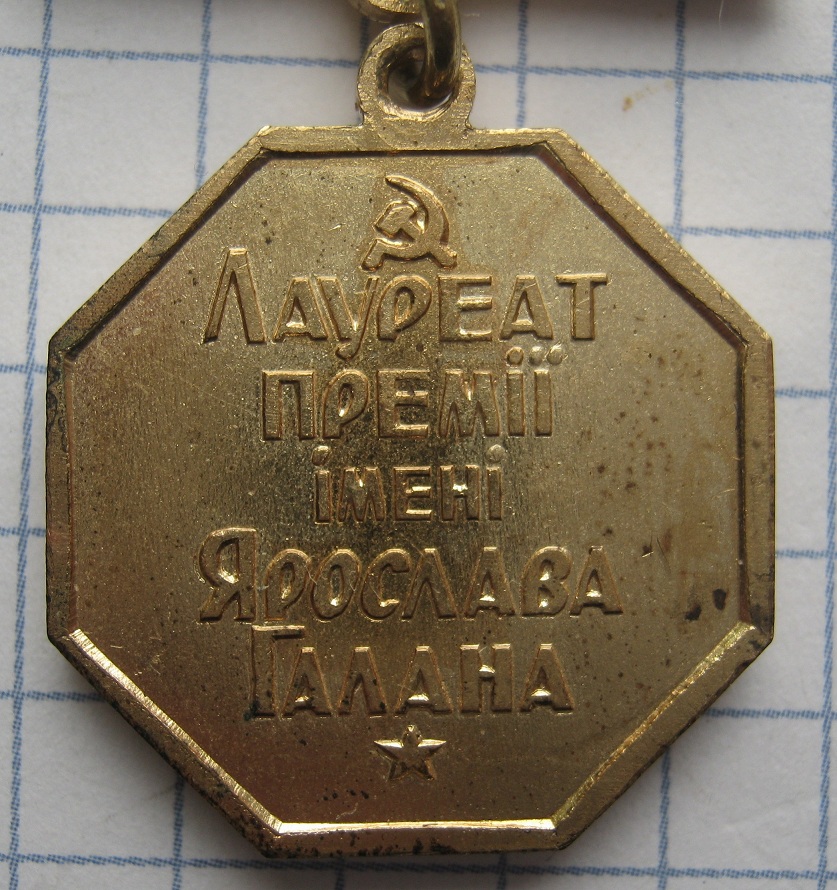 Лауреат
премії
імені
Ярослава
Галана